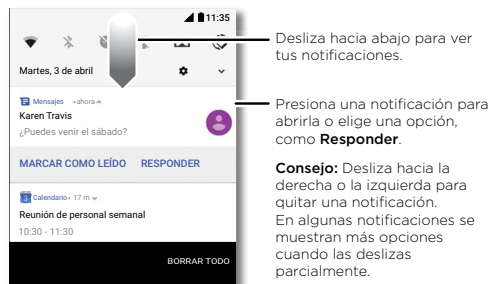 11:35
Martes, 3 de abril
Mensajes • ahora
Karen Travis
¿Puedes venir el sábado?
MARCAR COMO LEÍDO RESPONDER
31 Calendario • 17 m
Reunión de personal semanal
10:30 - 11:30
BORRAR TODO
Desliza hacia abajo para ver
tus notificaciones.
Presiona una notificación para
abrirla o elige una opción,
como Responder.
Consejo: Desliza hacia la
derecha o la izquierda para
quitar una notificación.
En algunas notificaciones se
muestran más opciones
cuando las deslizas
parcialmente.